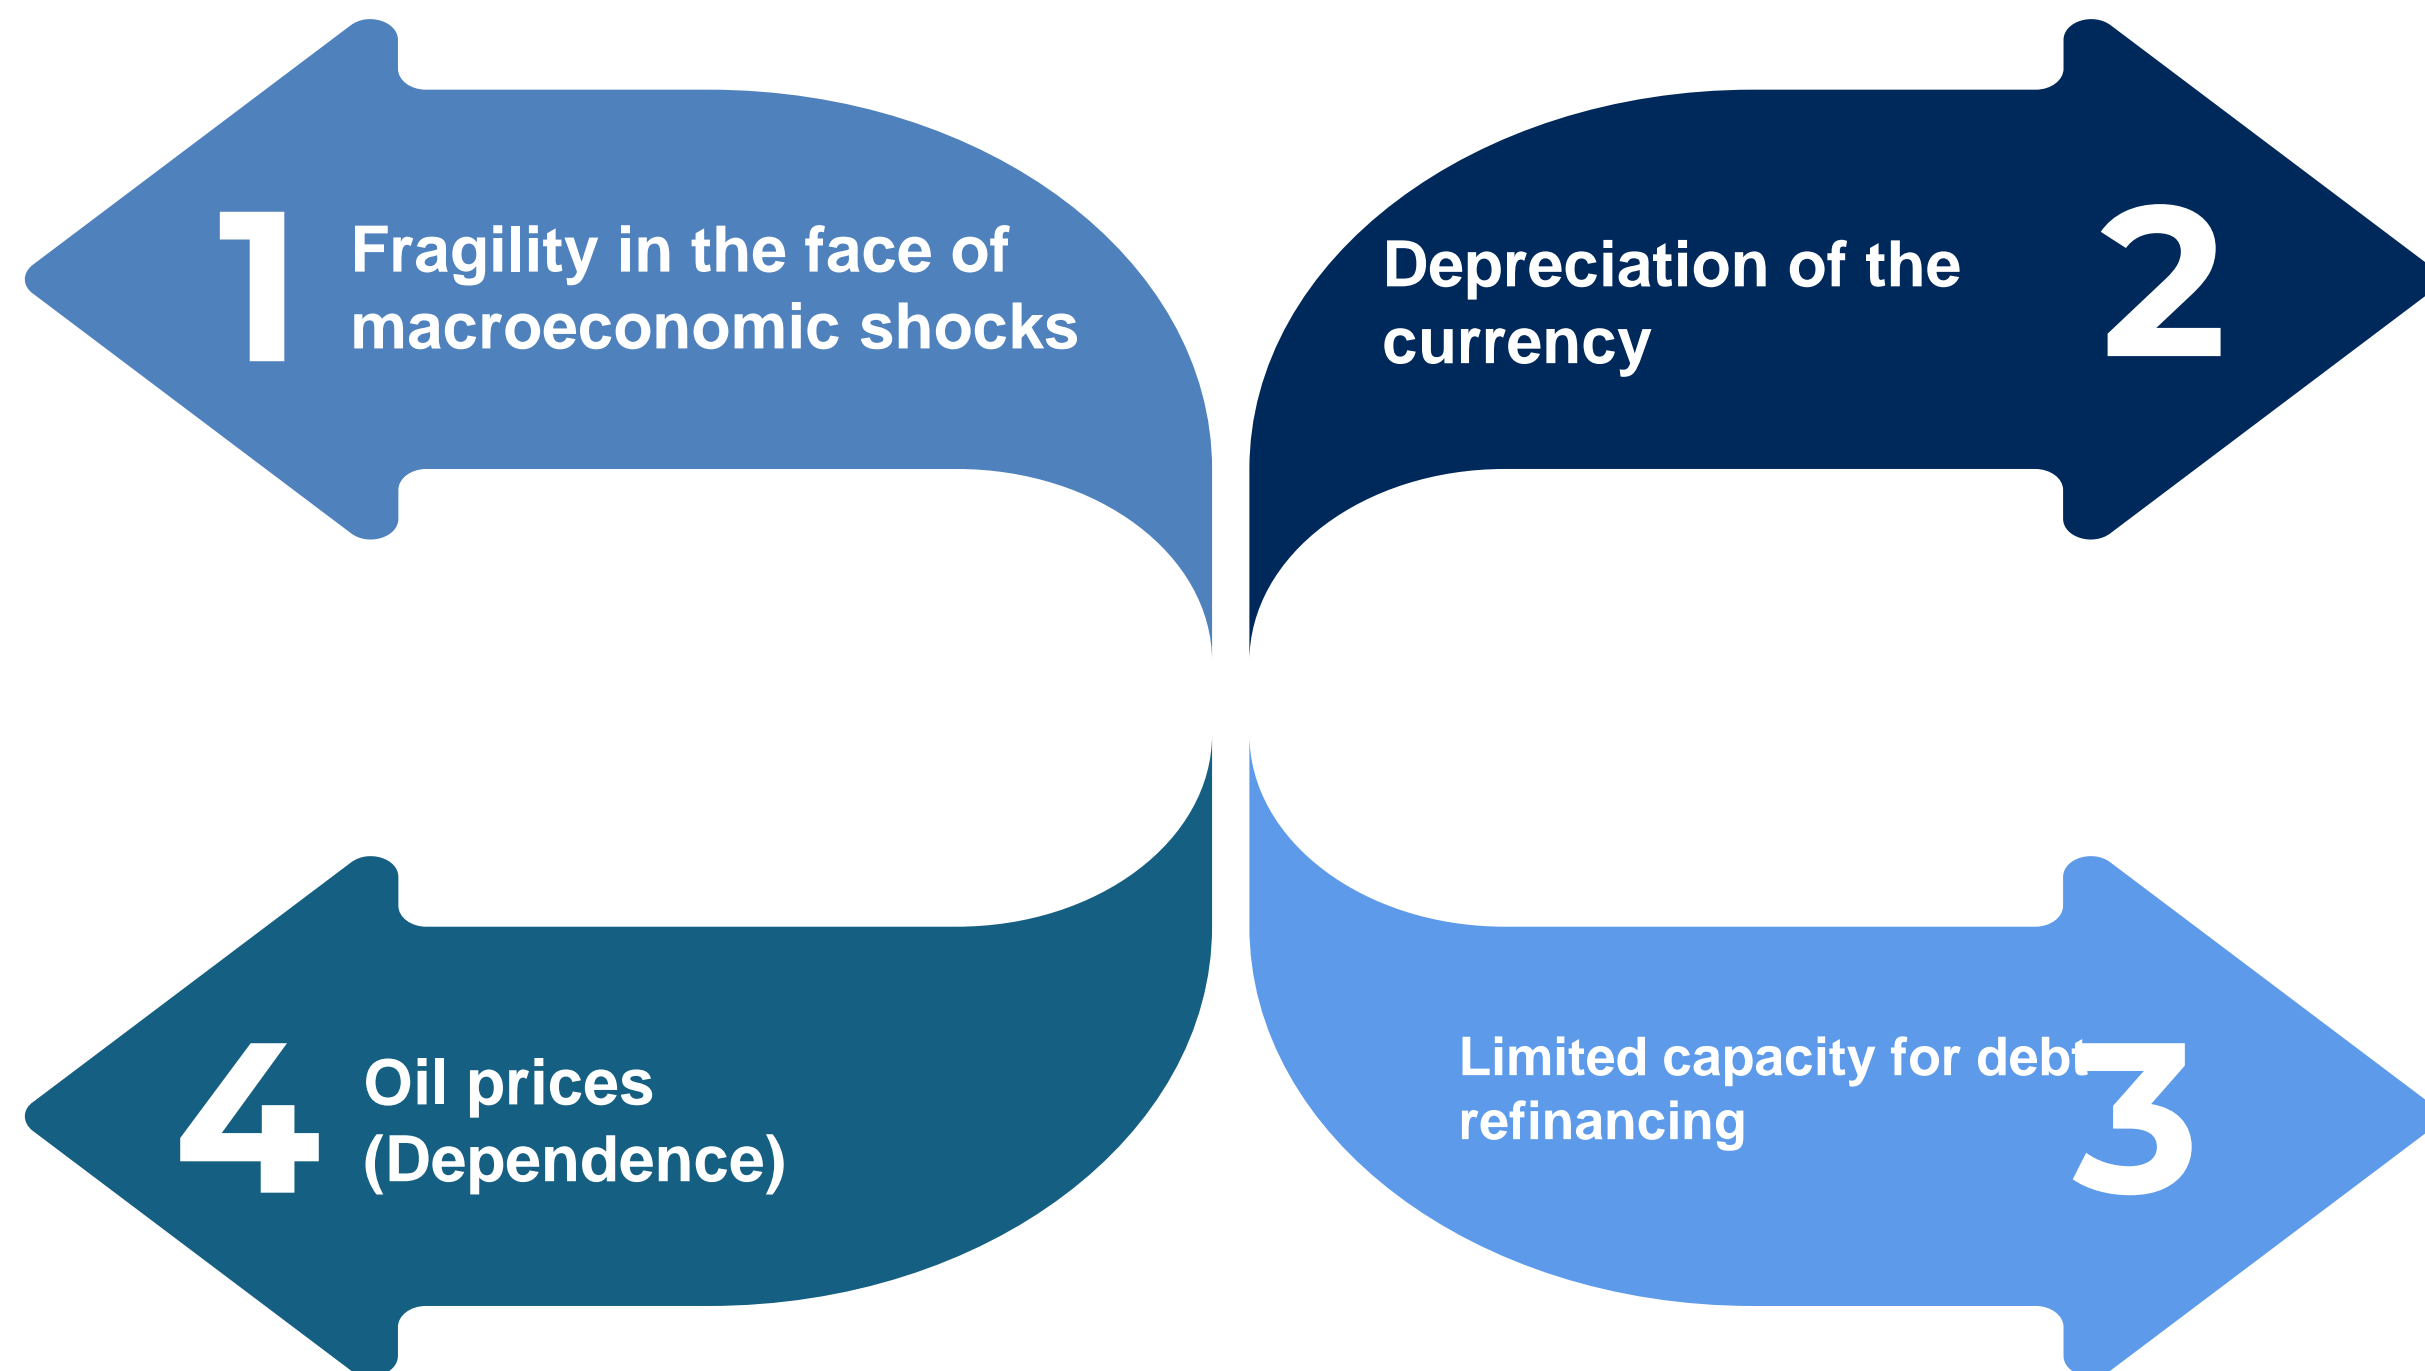 1
Fragility in the face of
macroeconomic shocks
2
Depreciation of the
currency
3
Limited capacity for debt
refinancing
4
Oil prices
(Dependence)